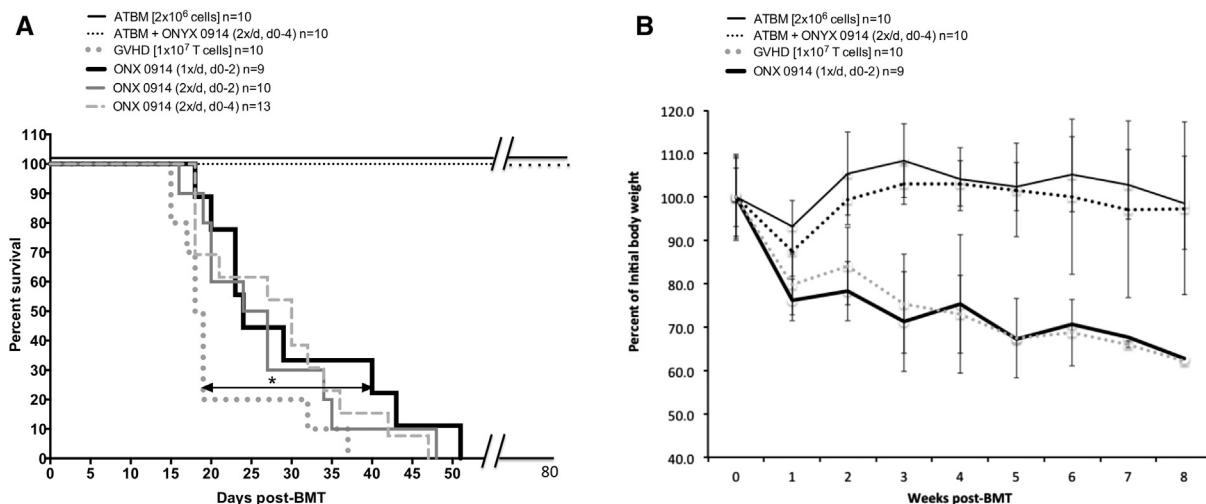 A
ATBM [2x10⁶ cells] n=10
ATBM + ONYX 0914 (2x/d, d0-4) n=10
GVHD [1x10⁷ T cells] n=10
ONX 0914 (1x/d, d0-2) n=9
ONX 0914 (2x/d, d0-2) n=10
ONX 0914 (2x/d, d0-4) n=13
Percent survival
110
100
90
80
70
60
50
40
30
20
10
0
*
0 5 10 15 20 25 30 35 40 45 50 80
Days post-BMT
B
ATBM [2x10⁶ cells] n=10
ATBM + ONYX 0914 (2x/d, d0-4) n=10
GVHD [1x10⁷ T cells] n=10
ONX 0914 (1x/d, d0-2) n=9
Percent of Initial body weight
120.0
110.0
100.0
90.0
80.0
70.0
60.0
50.0
40.0
0 1 2 3 4 5 6 7 8
Weeks post-BMT